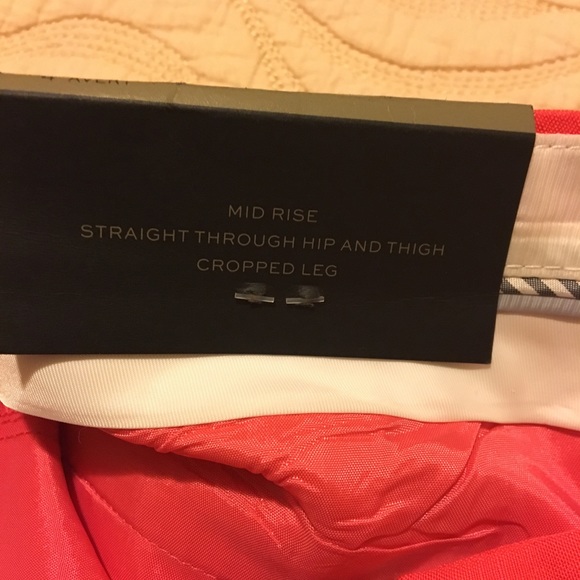 MID RISE
STRAIGHT THROUGH HIP AND THIGH
CROPPED LEG